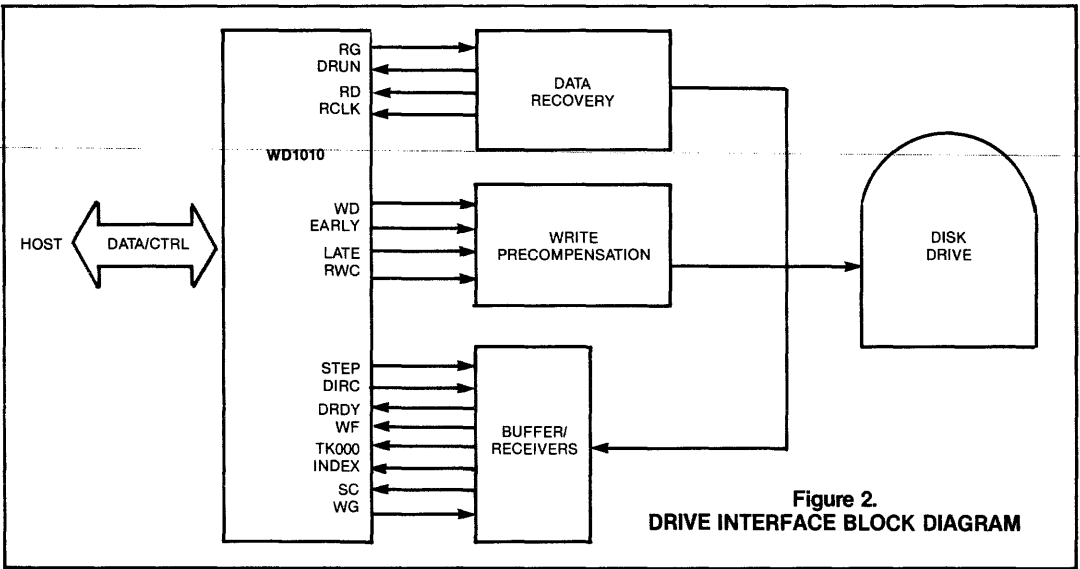 RG
DRUN
RD
RCLK
DATA
RECOVERY
WD1010
WD
EARLY
LATE
RWC
WRITE
PRECOMPENSATION
HOST
DATA/CTRL
DISK
DRIVE
STEP
DIRC
DRDY
WF
TK000
INDEX
SC
WG
BUFFER/
RECEIVERS
Figure 2.
DRIVE INTERFACE BLOCK DIAGRAM